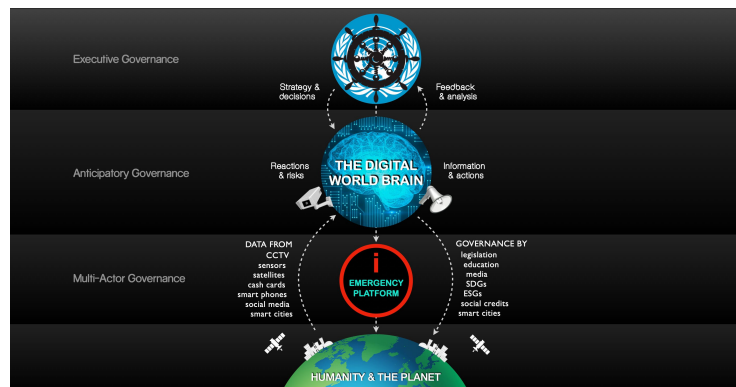 Executive Governance
Strategy &
decisions
Feedback
& analysis
Anticipatory Governance
Reactions
& risks
THE DIGITAL
WORLD BRAIN
Information
& actions
Multi-Actor Governance
DATA FROM
CCTV
sensors
satellites
cash cards
smart phones
social media
smart cities
i
EMERGENCY
PLATFORM
GOVERNANCE BY
legislation
education
media
SDGs
ESGs
social credits
smart cities
HUMANITY & THE PLANET